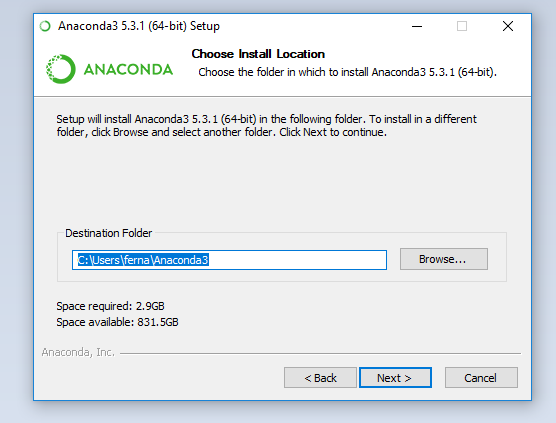 Anaconda3 5.3.1 (64-bit) Setup
Choose Install Location
Choose the folder in which to install Anaconda3 5.3.1 (64-bit).
ANACONDA
Setup will install Anaconda3 5.3.1 (64-bit) in the following folder. To install in a different
folder, click Browse and select another folder. Click Next to continue.
Destination Folder
C:\Users\ferna\Anaconda3
Browse...
Space required: 2.9GB
Space available: 831.5GB
Anaconda, Inc.
< Back
Next >
Cancel